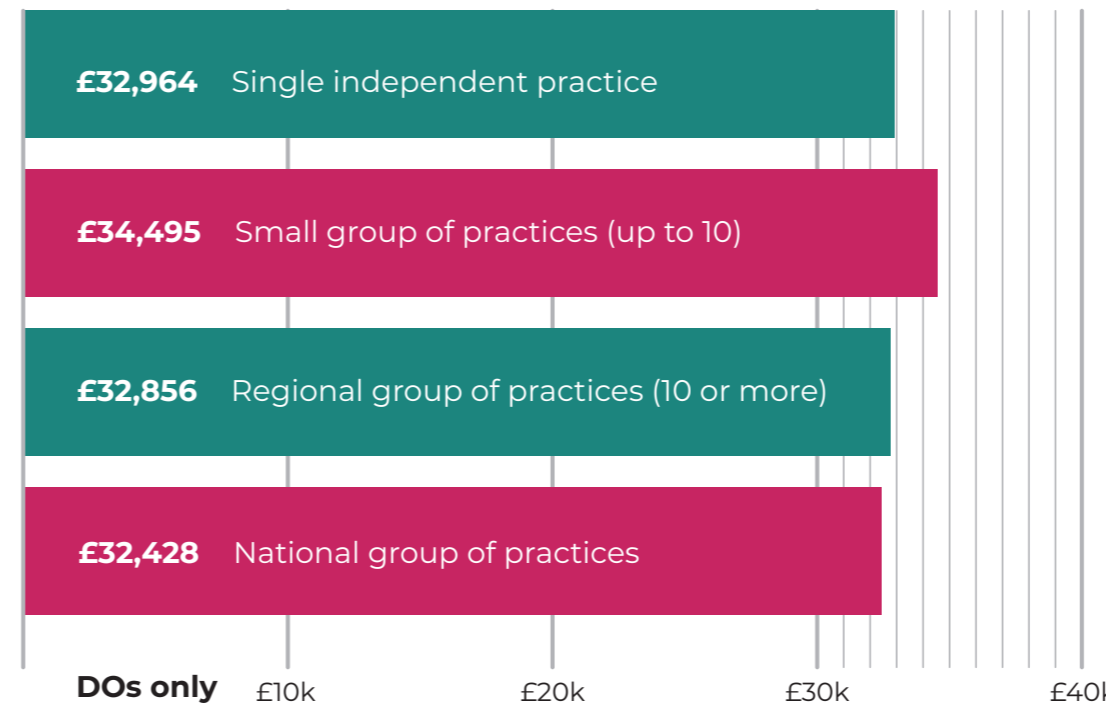 £32,964 Single independent practice
£34,495 Small group of practices (up to 10)
£32,856 Regional group of practices (10 or more)
£32,428 National group of practices
DOs only £10k £20k £30k £40k